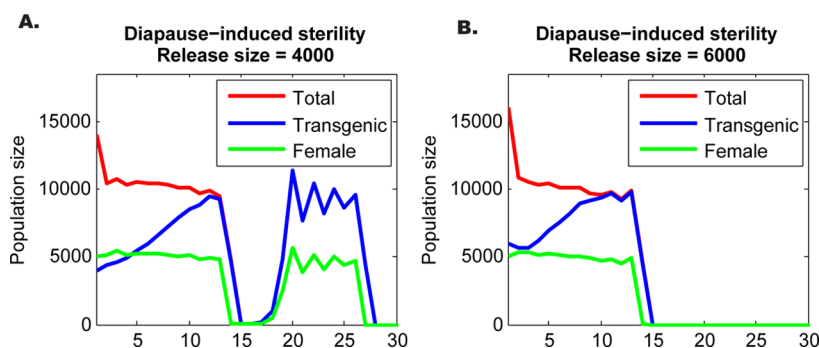 A.
Diapause−induced sterility
Release size = 4000
Population size
15000
10000
5000
0
Total
Transgenic
Female
5 10 15 20 25 30
B.
Diapause−induced sterility
Release size = 6000
Population size
15000
10000
5000
0
Total
Transgenic
Female
5 10 15 20 25 30